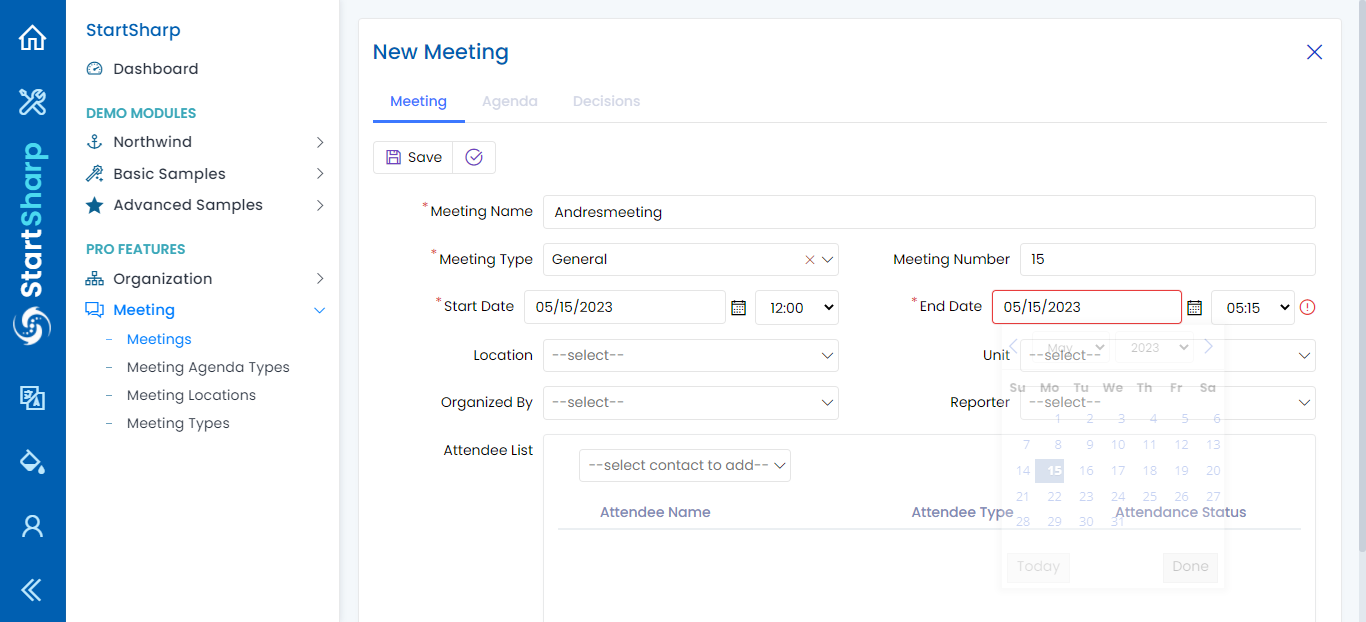 StartSharp
StartSharp
Dashboard
DEMO MODULES
Northwind
Basic Samples
Advanced Samples
PRO FEATURES
Organization
Meeting
Meetings
Meeting Agenda Types
Meeting Locations
Meeting Types
New Meeting
Meeting Agenda Decisions
Save
* Meeting Name Andresmeeting
* Meeting Type General Meeting Number 15
* Start Date 05/15/2023 12:00 * End Date 05/15/2023 05:15
Location --select-- Unit --select--
May 2023
Su Mo Tu We Th Fr Sa
Organized By --select-- Reporter --select--
1 2 3 4 5 6
7 8 9 10 11 12 13
14 15 16 17 18 19 20
21 22 23 24 25 26 27
28 29 30 31
Today Done
Attendee List
--select contact to add--
Attendee Name Attendee Type Attendance Status